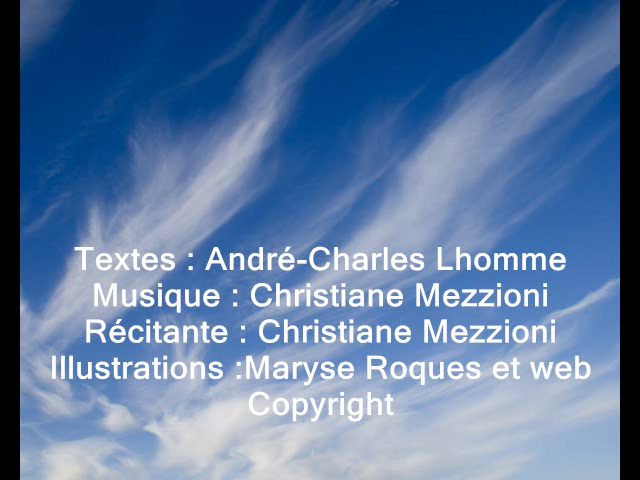 Textes : André-Charles Lhomme
Musique : Christiane Mezzioni
Récitante : Christiane Mezzioni
Illustrations :Maryse Roques et web
Copyright